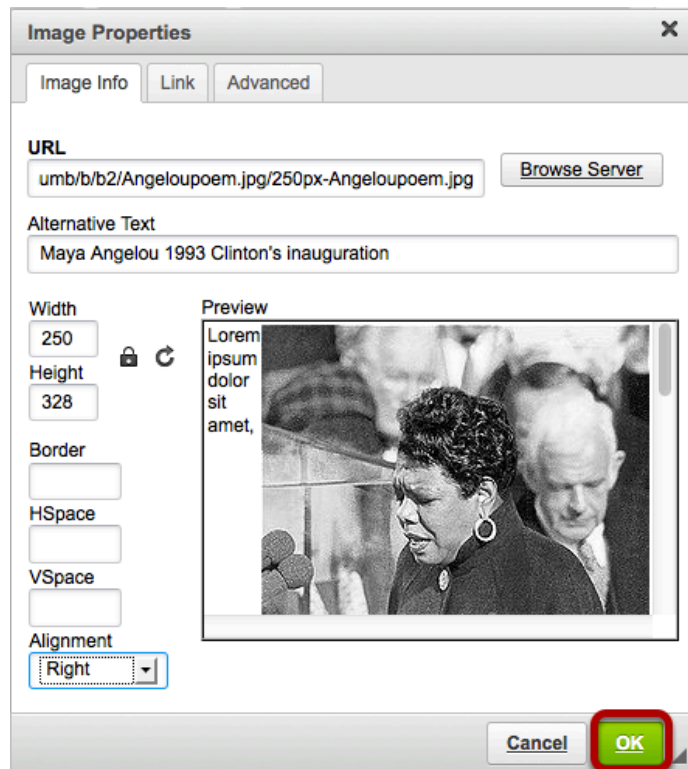 Image Properties
Image Info Link Advanced
URL
umb/b/b2/Angeloupoem.jpg/250px-Angeloupoem.jpg Browse Server
Alternative Text
Maya Angelou 1993 Clinton's inauguration
Width
250
Height
328
Border
HSpace
VSpace
Alignment
Right
Preview
Lorem
ipsum
dolor
sit
amet,
Cancel OK